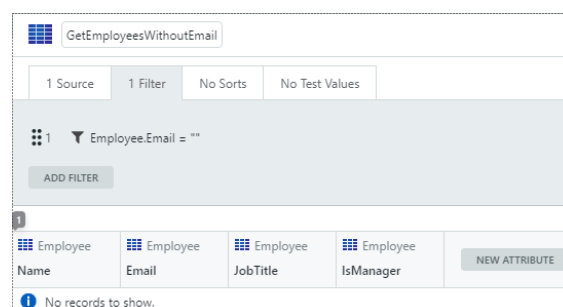 GetEmployeesWithoutEmail
1 Source 1 Filter No Sorts No Test Values
1 Employee.Email = ""
ADD FILTER
1
Employee Employee Employee Employee
Name Email JobTitle IsManager NEW ATTRIBUTE
No records to show.